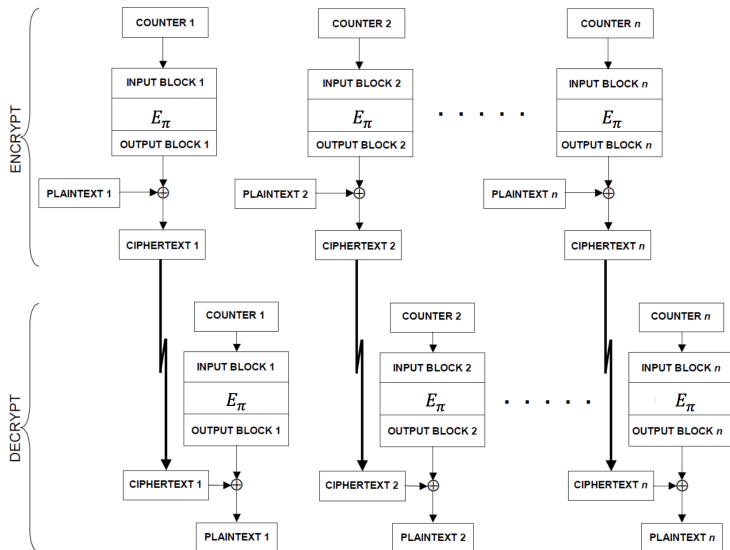 ENCRYPT
COUNTER 1 COUNTER 2 COUNTER n
INPUT BLOCK 1 INPUT BLOCK 2 INPUT BLOCK n
E_π E_π E_π
OUTPUT BLOCK 1 OUTPUT BLOCK 2 OUTPUT BLOCK n
PLAINTEXT 1 PLAINTEXT 2 PLAINTEXT n
CIPHERTEXT 1 CIPHERTEXT 2 CIPHERTEXT n
DECRYPT
COUNTER 1 COUNTER 2 COUNTER n
INPUT BLOCK 1 INPUT BLOCK 2 INPUT BLOCK n
E_π E_π E_π
OUTPUT BLOCK 1 OUTPUT BLOCK 2 OUTPUT BLOCK n
CIPHERTEXT 1 CIPHERTEXT 2 CIPHERTEXT n
PLAINTEXT 1 PLAINTEXT 2 PLAINTEXT n